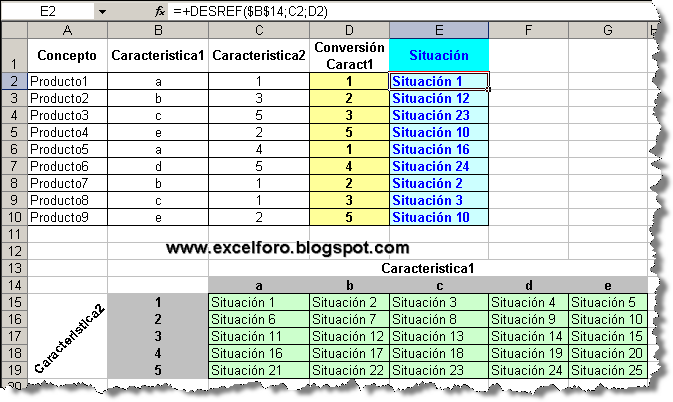 E2 fx =+DESREF($B$14;C2;D2)
A B C D E F G H
1 Concepto Caracteristica1 Caracteristica2 Conversión Caract1 Situación
2 Producto1 a 1 1 Situación 1
3 Producto2 b 3 2 Situación 12
4 Producto3 c 5 3 Situación 23
5 Producto4 e 2 5 Situación 10
6 Producto5 a 4 1 Situación 16
7 Producto6 d 5 4 Situación 24
8 Producto7 b 1 2 Situación 2
9 Producto8 c 1 3 Situación 3
10 Producto9 e 2 5 Situación 10
11
12 www.excelforo.blogspot.com
13 Caracteristica1
14 a b c d e
Caracteristica2
15 1 Situación 1 Situación 2 Situación 3 Situación 4 Situación 5
16 2 Situación 6 Situación 7 Situación 8 Situación 9 Situación 10
17 3 Situación 11 Situación 12 Situación 13 Situación 14 Situación 15
18 4 Situación 16 Situación 17 Situación 18 Situación 19 Situación 20
19 5 Situación 21 Situación 22 Situación 23 Situación 24 Situación 25
20